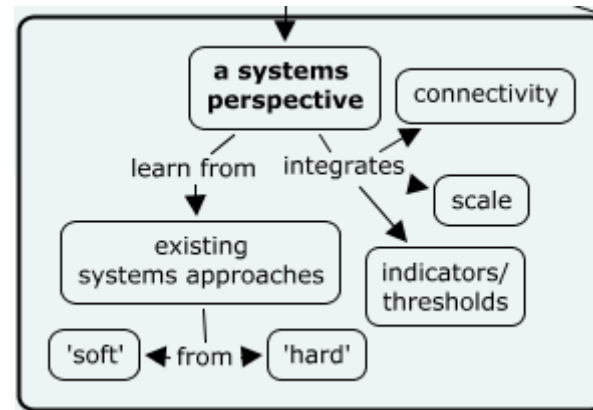 a systems
perspective
connectivity
learn from
integrates
scale
existing
systems approaches
indicators/
thresholds
'soft'
from
'hard'